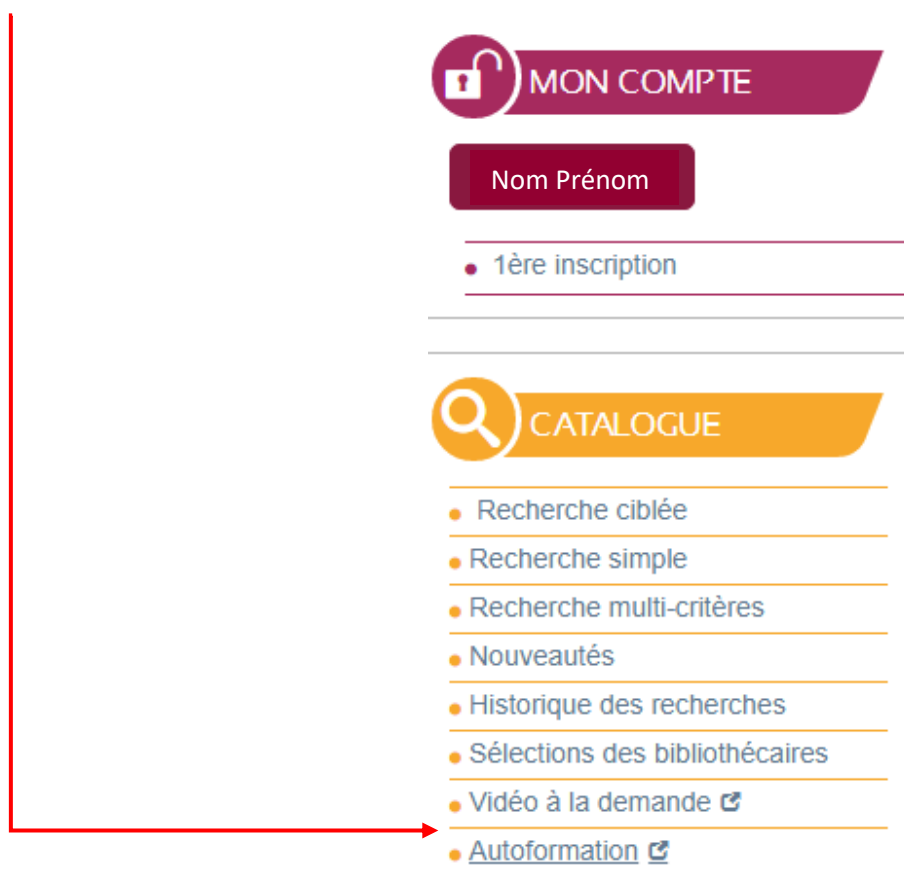 MON COMPTE
Nom Prénom
1ère inscription
CATALOGUE
Recherche ciblée
Recherche simple
Recherche multi-critères
Nouveautés
Historique des recherches
Sélections des bibliothécaires
Vidéo à la demande
Autoformation